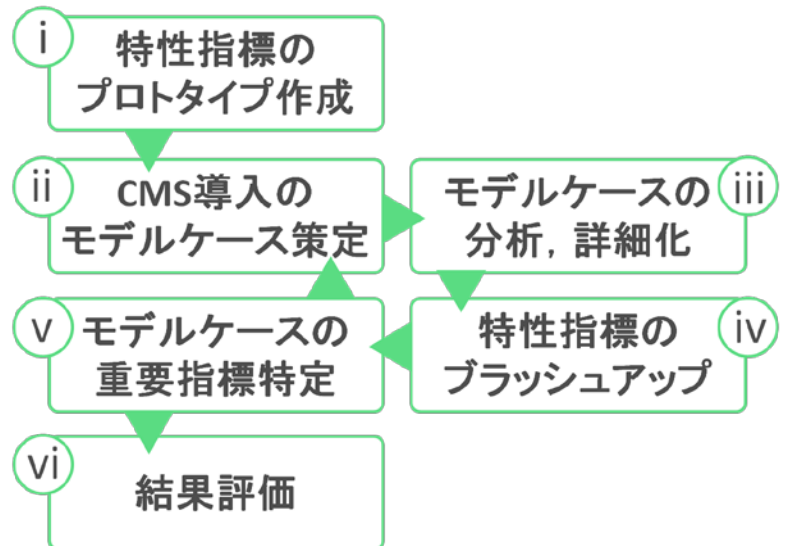 i
特性指標の
プロトタイプ作成
ii
CMS導入の
モデルケース策定
iii
モデルケースの
分析, 詳細化
iv
特性指標の
ブラッシュアップ
v
モデルケースの
重要指標特定
vi
結果評価